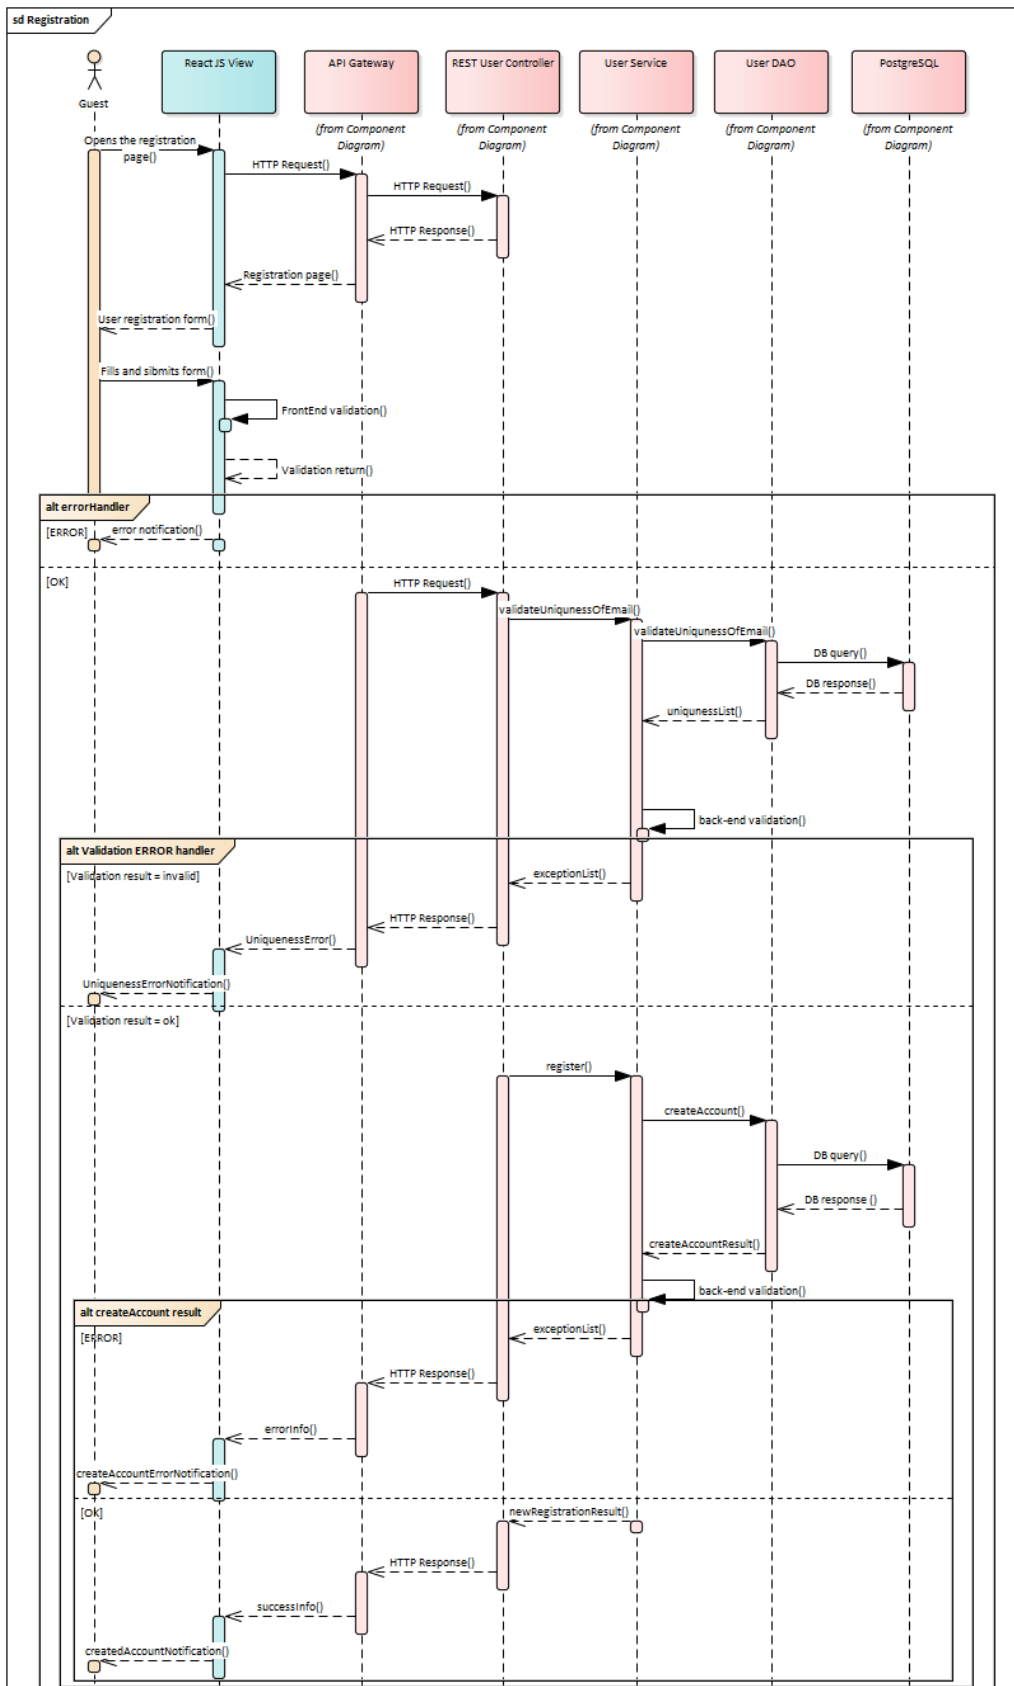 sd Registration
Guest
React JS View
API Gateway
REST User Controller
User Service
User DAO
PostgreSQL
(from Component
Diagram)
(from Component
Diagram)
(from Component
Diagram)
(from Component
Diagram)
(from Component
Diagram)
Opens the registration
page()
HTTP Request()
HTTP Request()
HTTP Response()
Registration page()
User registration form()
Fills and sibmits form()
FrontEnd validation()
Validation return()
alt errorHandler
[ERROR]
error notification()
[OK]
HTTP Request()
validateUniqunessOfEmail()
validateUniqunessOfEmail()
DB query()
DB response()
uniqunessList()
back-end validation()
alt Validation ERROR handler
[Validation result = invalid]
exceptionList()
HTTP Response()
UniquenessError()
UniquenessErrorNotification()
[Validation result = ok]
register()
createAccount()
DB query()
DB response ()
createAccountResult()
back-end validation()
alt createAccount result
[ERROR]
exceptionList()
HTTP Response()
errorInfo()
createAccountErrorNotification()
[OK]
newRegistrationResult()
HTTP Response()
successInfo()
createdAccountNotification()